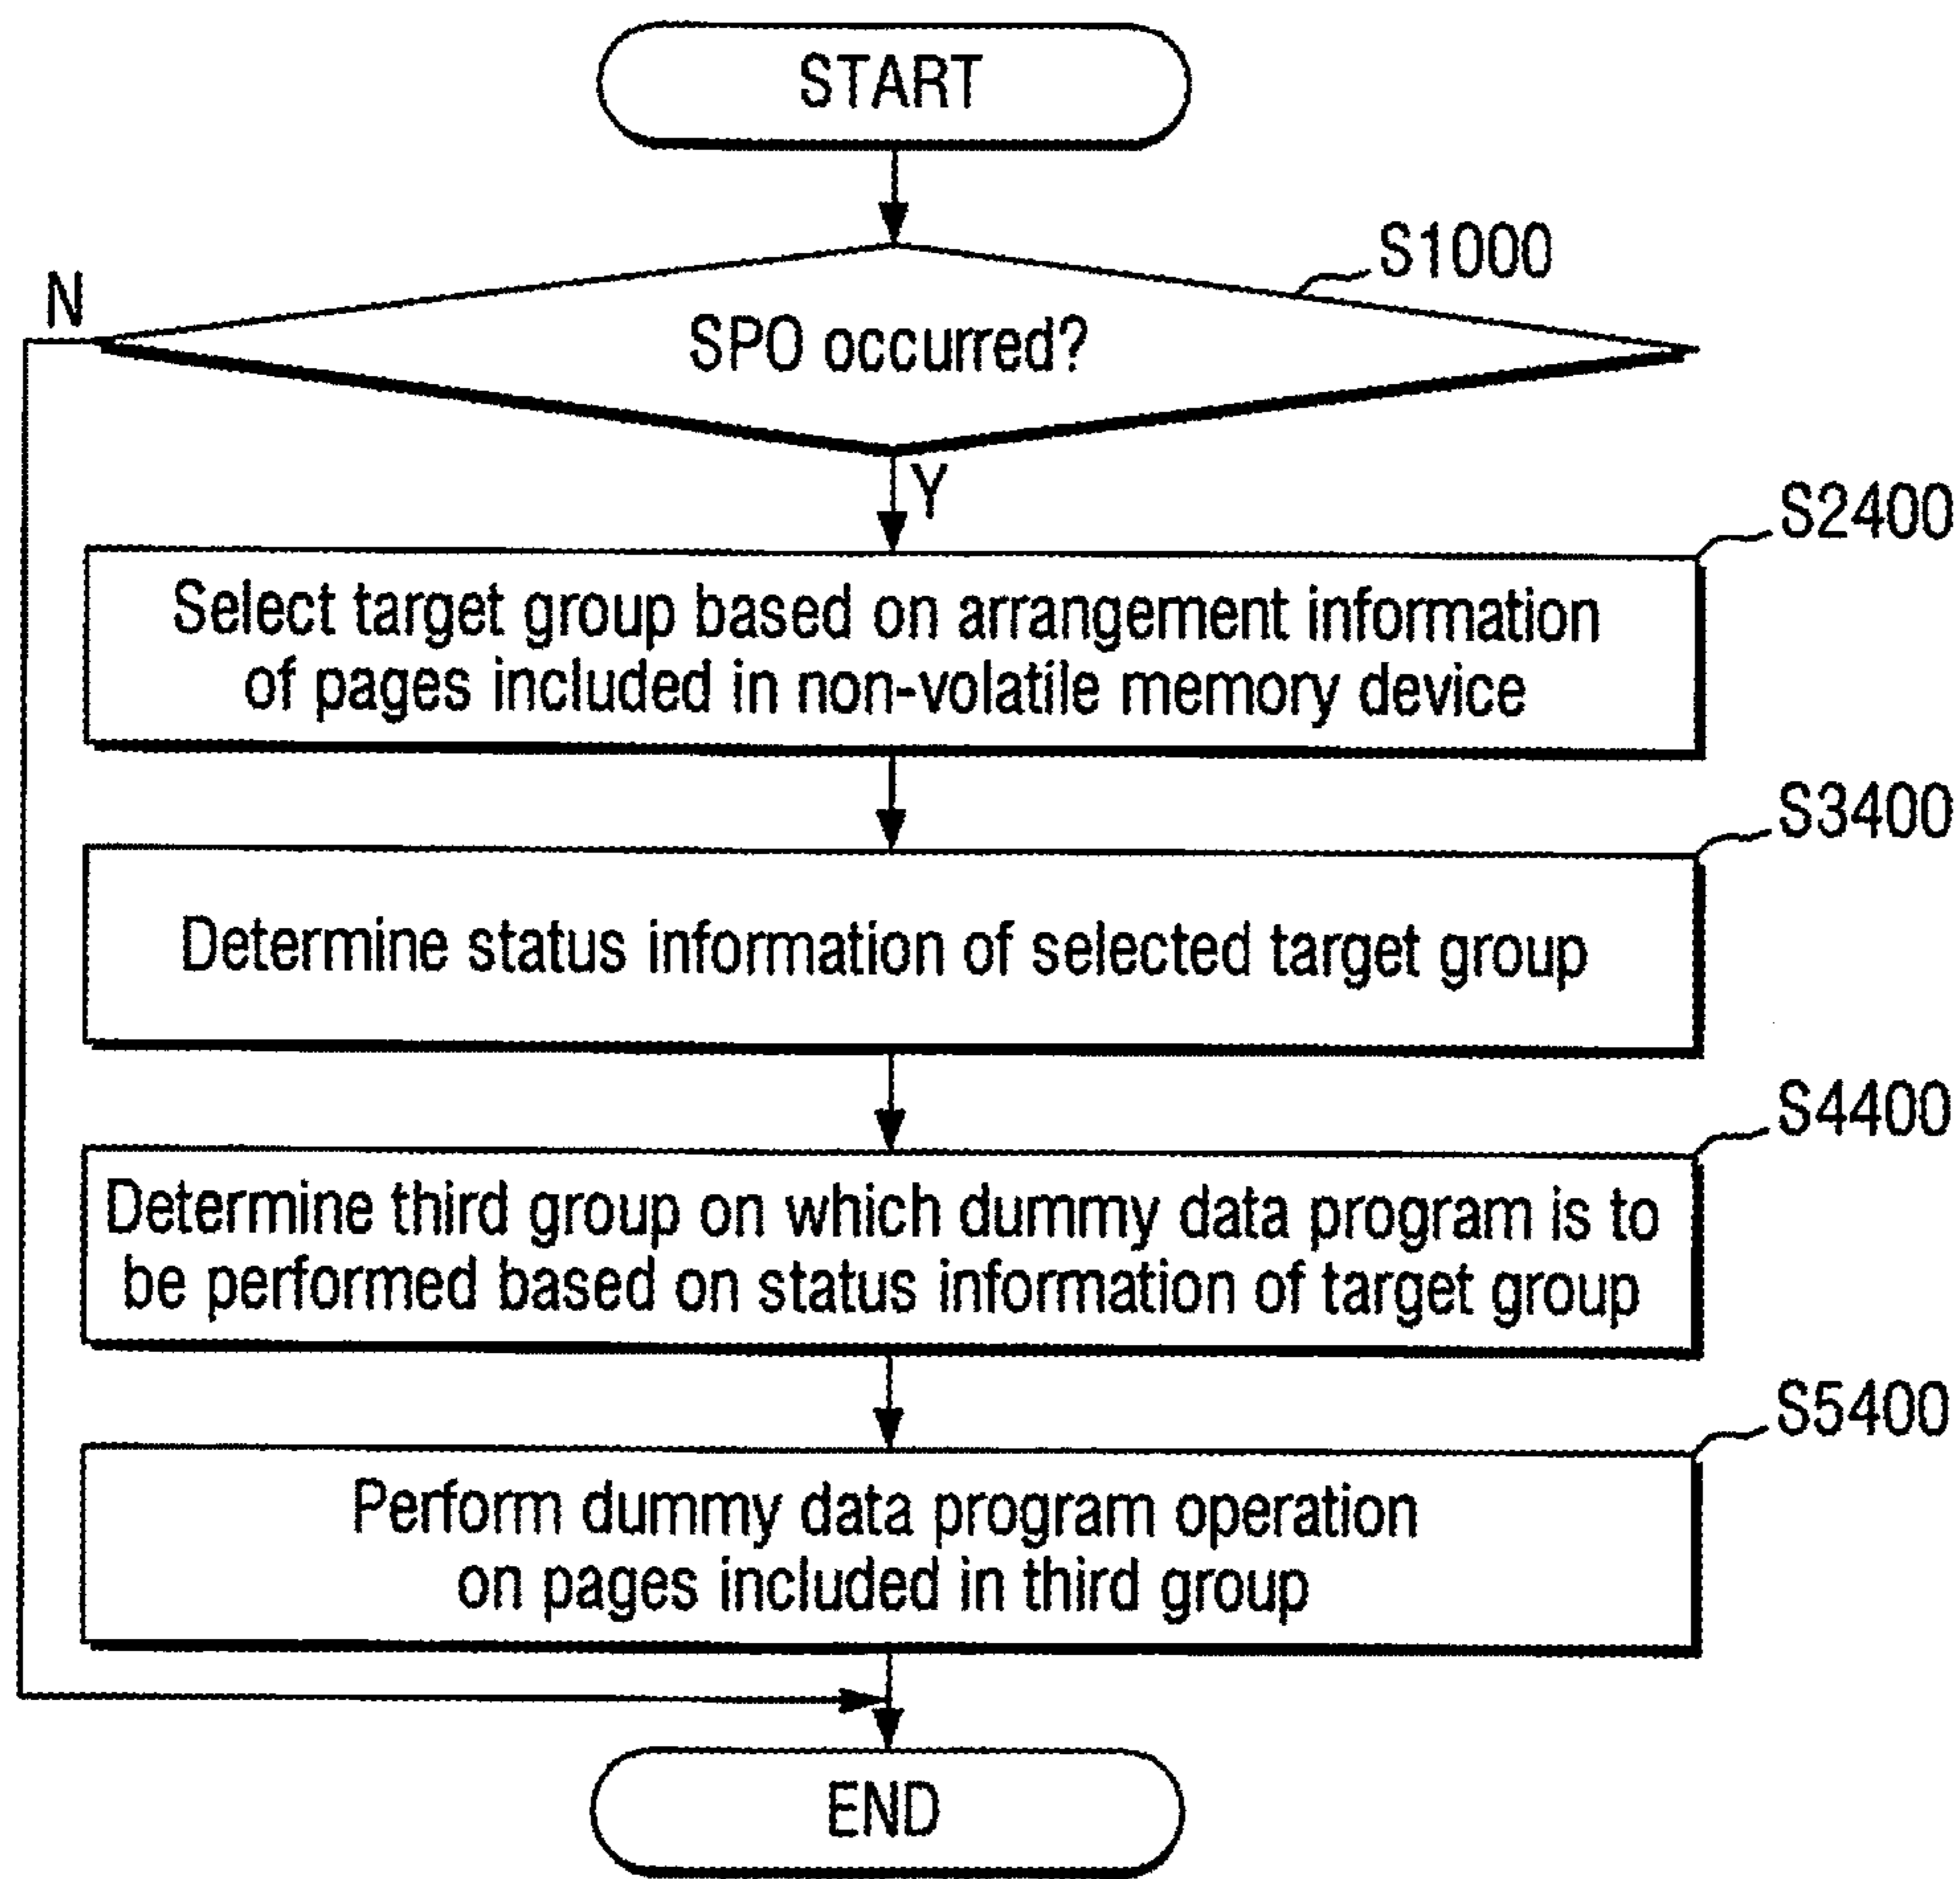 START
S1000
N
SPO occurred?
Y
S2400
Select target group based on arrangement information
of pages included in non-volatile memory device
S3400
Determine status information of selected target group
S4400
Determine third group on which dummy data program is to
be performed based on status information of target group
S5400
Perform dummy data program operation
on pages included in third group
END